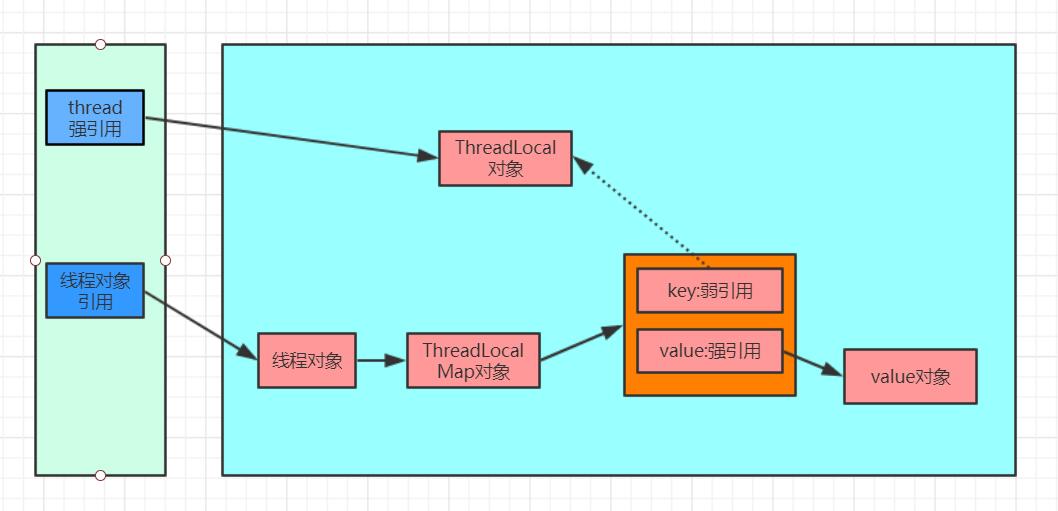 thread
强引用
ThreadLocal
对象
线程对象
引用
key:弱引用
线程对象
ThreadLocal
Map对象
value:强引用
value对象